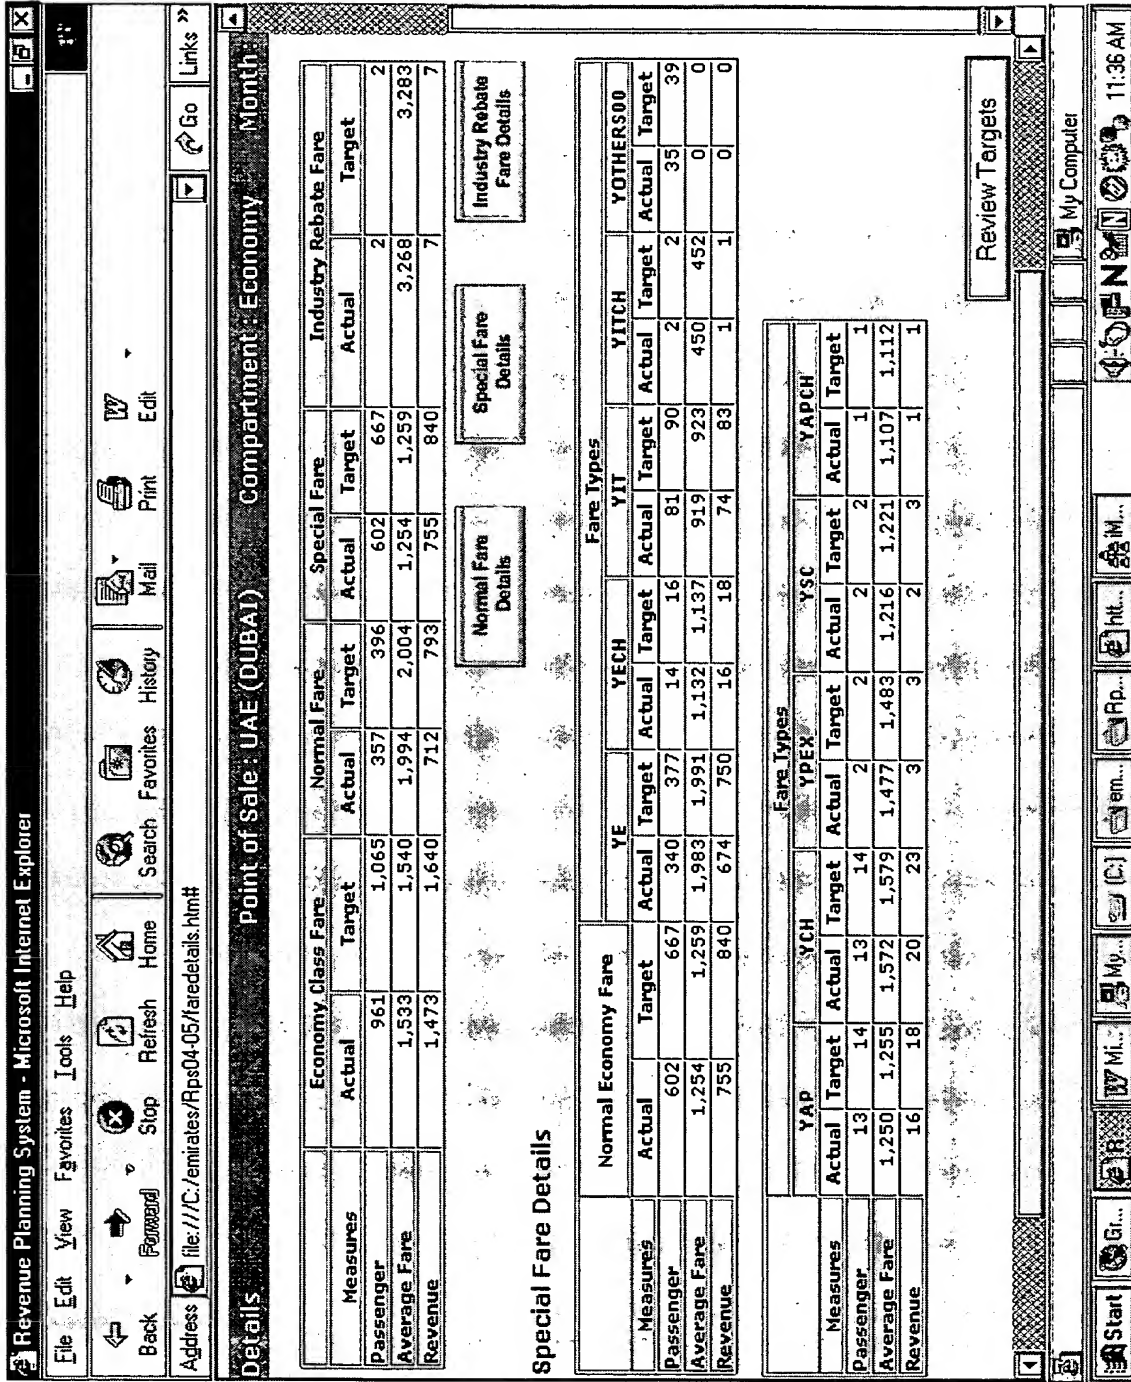 Revenue Planning System - Microsoft Internet Explorer
File Edit View Favorites Tools Help
Back Forward Stop Refresh Home Search Favorites History Mail Print Edit
Address file:///C:/emirates/Rps04-05/faredetails.htm# Go Links »
Details Point of Sale : UAE (DUBAI) Compartment : Economy Month
Economy Class Fare Normal Fare Special Fare Industry Rebate Fare
Measures Actual Target Actual Target Actual Target Actual Target
Passenger 961 1,065 357 396 602 667 2 2
Average Fare 1,533 1,540 1,994 2,004 1,254 1,259 3,268 3,283
Revenue 1,473 1,640 712 793 755 840 7 7
Normal Fare Details Special Fare Details Industry Rebate Fare Details
Special Fare Details
Normal Economy Fare Fare Types
YE YECH YIT YITCH YOTHERS00
Measures Actual Target Actual Target Actual Target Actual Target Actual Target Actual Target
Passenger 602 667 340 377 14 16 81 90 2 2 35 39
Average Fare 1,254 1,259 1,983 1,991 1,132 1,137 919 923 450 452 0 0
Revenue 755 840 674 750 16 18 74 83 1 1 0 0
Fare Types
YAP YCH YPEX YSC YAPCH
Measures Actual Target Actual Target Actual Target Actual Target Actual Target
Passenger 13 14 13 14 2 2 2 2 1 1
Average Fare 1,250 1,255 1,572 1,579 1,477 1,483 1,216 1,221 1,107 1,112
Revenue 16 18 20 23 3 3 2 3 1 1
Review Targets
My Computer
Start Gr... R... Mi... My... (C:) em... Rp... htt... iM... 11:36 AM